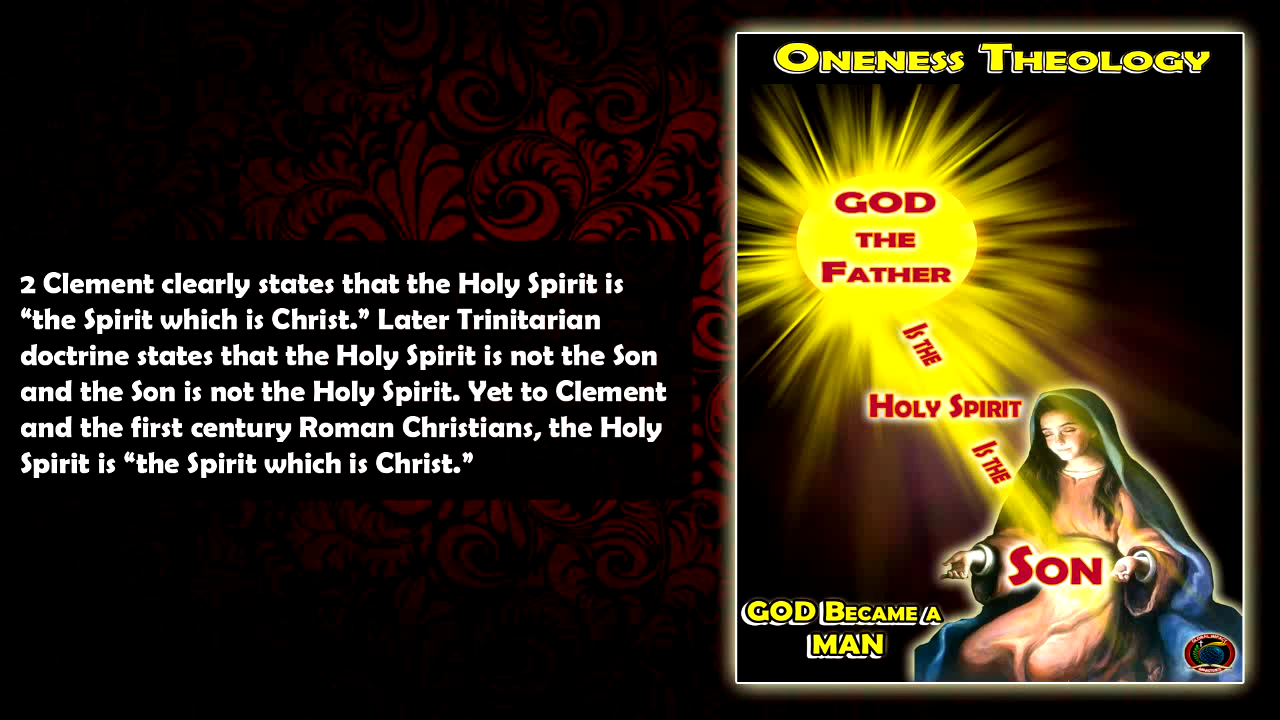 2 Clement clearly states that the Holy Spirit is
“the Spirit which is Christ.” Later Trinitarian
doctrine states that the Holy Spirit is not the Son
and the Son is not the Holy Spirit. Yet to Clement
and the first century Roman Christians, the Holy
Spirit is “the Spirit which is Christ.”
ONENESS THEOLOGY
GOD
THE
FATHER
IS THE
HOLY SPIRIT
IS THE
SON
GOD BECAME A
MAN
GLOBAL IMPACT
MINISTRIES